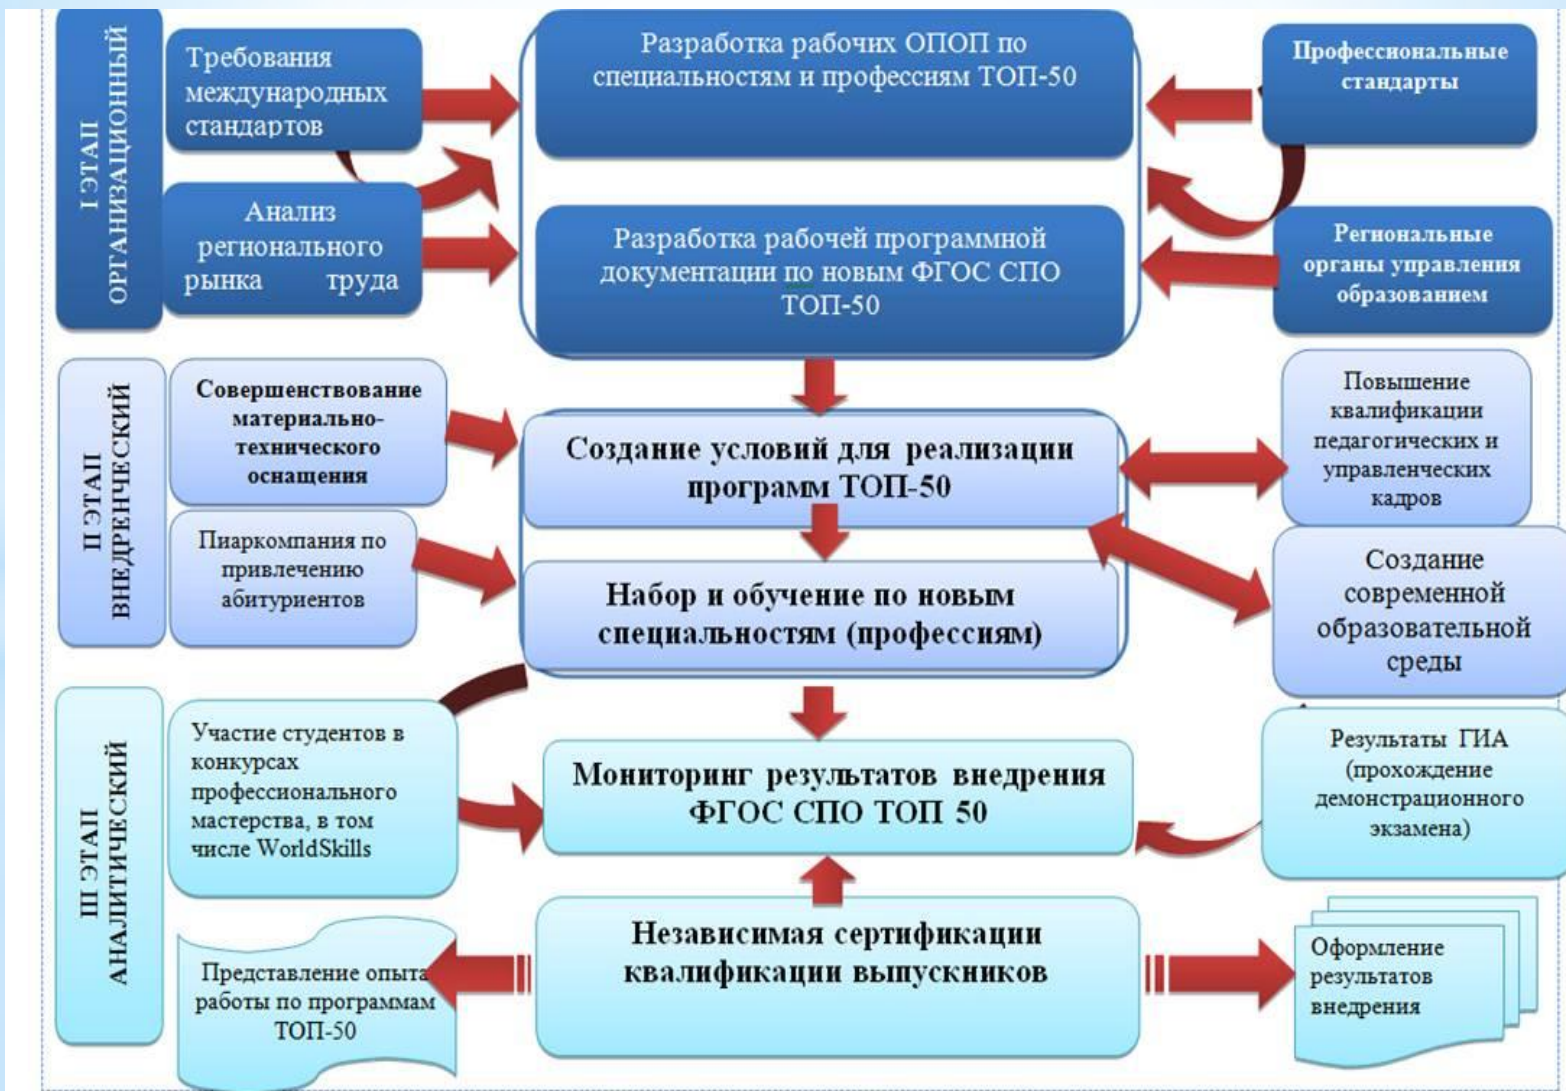 I ЭТАП
ОРГАНИЗАЦИОННЫЙ
Требования
международных
стандартов
Разработка рабочих ОПОП по
специальностям и профессиям ТОП-50
Профессиональные
стандарты
Анализ
регионального
рынка труда
Разработка рабочей программной
документации по новым ФГОС СПО
ТОП-50
Региональные
органы управления
образованием
II ЭТАП
ВНЕДРЕНЧЕСКИЙ
Совершенствование
материально-
технического
оснащения
Создание условий для реализации
программ ТОП-50
Повышение
квалификации
педагогических и
управленческих
кадров
Пиаркомпания по
привлечению
абитуриентов
Набор и обучение по новым
специальностям (профессиям)
Создание
современной
образовательной
среды
III ЭТАП
АНАЛИТИЧЕСКИЙ
Участие студентов в
конкурсах
профессионального
мастерства, в том
числе WorldSkills
Мониторинг результатов внедрения
ФГОС СПО ТОП 50
Результаты ГИА
(прохождение
демонстрационного
экзамена)
Представление опыта
работы по программам
ТОП-50
Независимая сертификации
квалификации выпускников
Оформление
результатов
внедрения